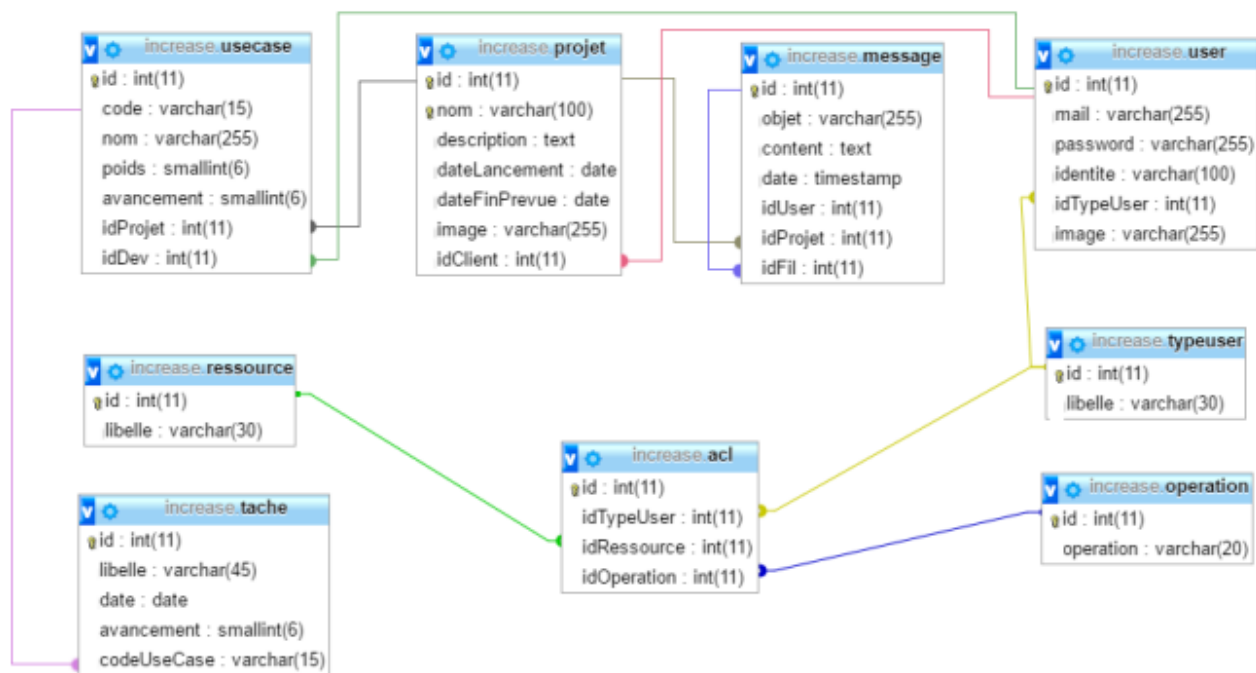 increase.usecase
id : int(11)
code : varchar(15)
nom : varchar(255)
poids : smallint(6)
avancement : smallint(6)
idProjet : int(11)
idDev : int(11)
increase.projet
id : int(11)
nom : varchar(100)
description : text
dateLancement : date
dateFinPrevue : date
image : varchar(255)
idClient : int(11)
increase.message
id : int(11)
objet : varchar(255)
content : text
date : timestamp
idUser : int(11)
idProjet : int(11)
idFil : int(11)
increase.user
id : int(11)
mail : varchar(255)
password : varchar(255)
identite : varchar(100)
idTypeUser : int(11)
image : varchar(255)
increase.ressource
id : int(11)
libelle : varchar(30)
increase.typeuser
id : int(11)
libelle : varchar(30)
increase.acl
id : int(11)
idTypeUser : int(11)
idRessource : int(11)
idOperation : int(11)
increase.operation
id : int(11)
operation : varchar(20)
increase.tache
id : int(11)
libelle : varchar(45)
date : date
avancement : smallint(6)
codeUseCase : varchar(15)